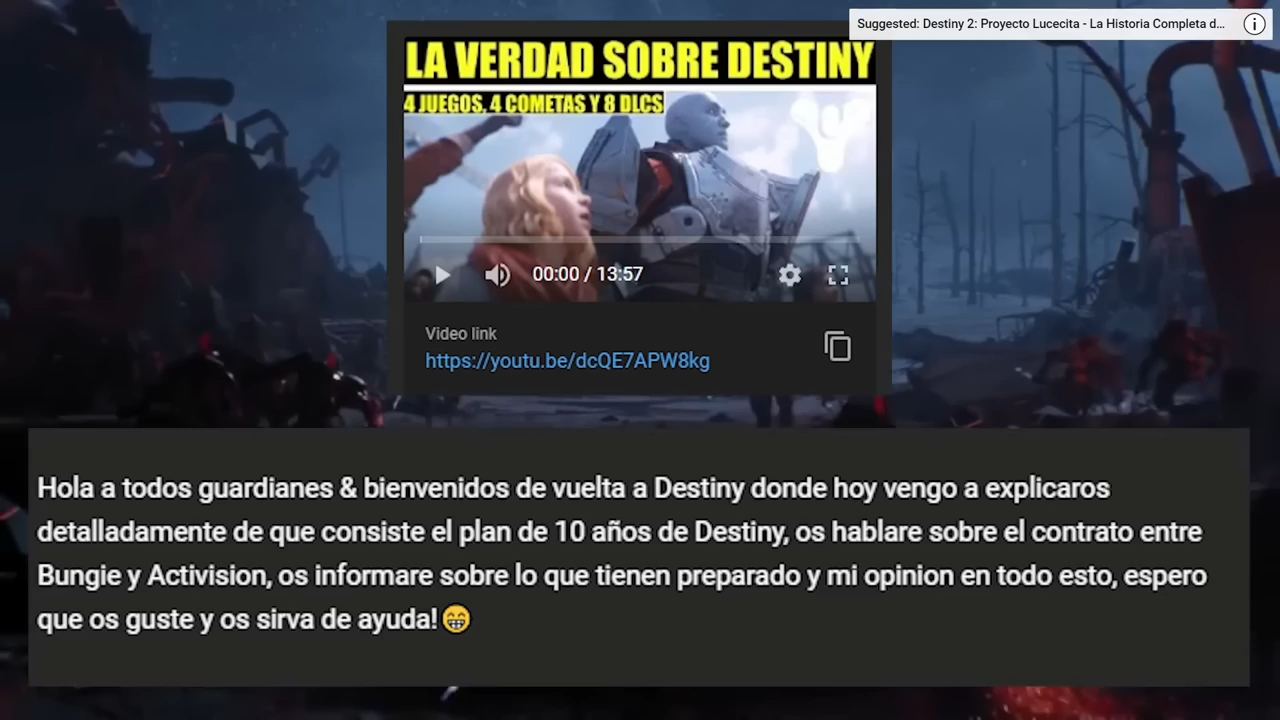 Suggested: Destiny 2: Proyecto Lucecita - La Historia Completa d...
LA VERDAD SOBRE DESTINY
4 JUEGOS, 4 COMETAS Y 8 DLCS
00:00 / 13:57
Video link
https://youtu.be/dcQE7APW8kg
Hola a todos guardianes & bienvenidos de vuelta a Destiny donde hoy vengo a explicaros
detalladamente de que consiste el plan de 10 años de Destiny, os hablare sobre el contrato entre
Bungie y Activision, os informare sobre lo que tienen preparado y mi opinion en todo esto, espero
que os guste y os sirva de ayuda!😁